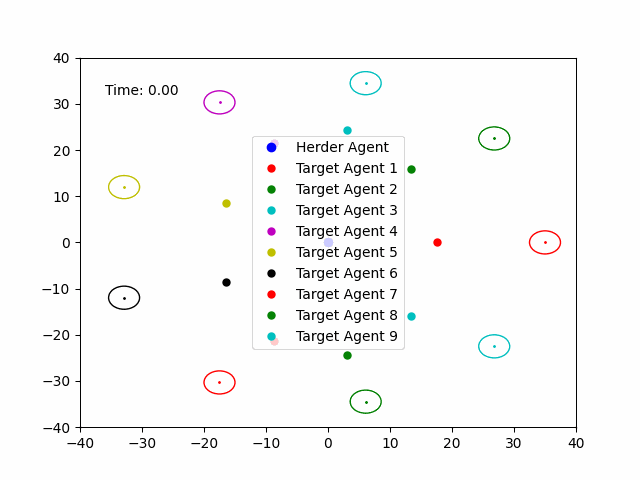 40
30
20
10
0
−10
−20
−30
−40
Time: 0.00
Herder Agent
Target Agent 1
Target Agent 2
Target Agent 3
Target Agent 4
Target Agent 5
Target Agent 6
Target Agent 7
Target Agent 8
Target Agent 9
−40 −30 −20 −10 0 10 20 30 40